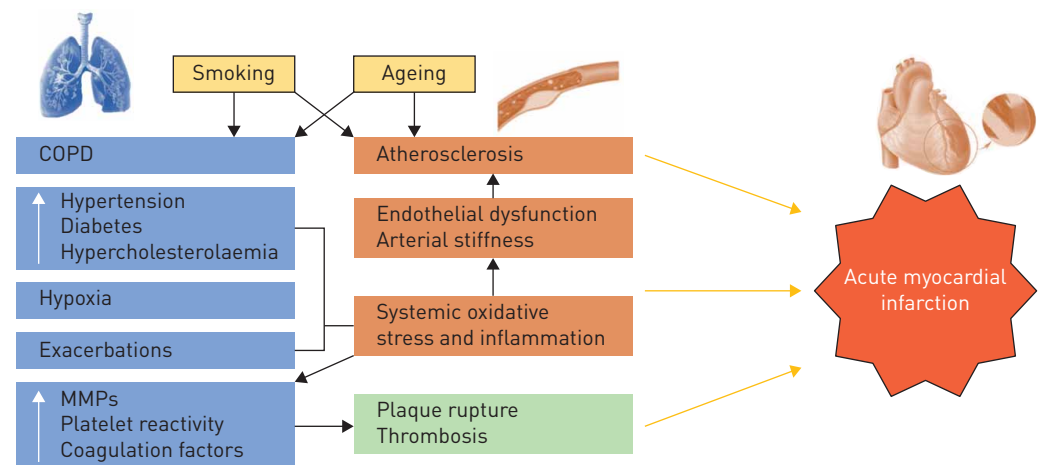 Smoking
Ageing
COPD
Atherosclerosis
Hypertension
Diabetes
Hypercholesterolaemia
Endothelial dysfunction
Arterial stiffness
Hypoxia
Systemic oxidative
stress and inflammation
Exacerbations
MMPs
Platelet reactivity
Coagulation factors
Plaque rupture
Thrombosis
Acute myocardial
infarction